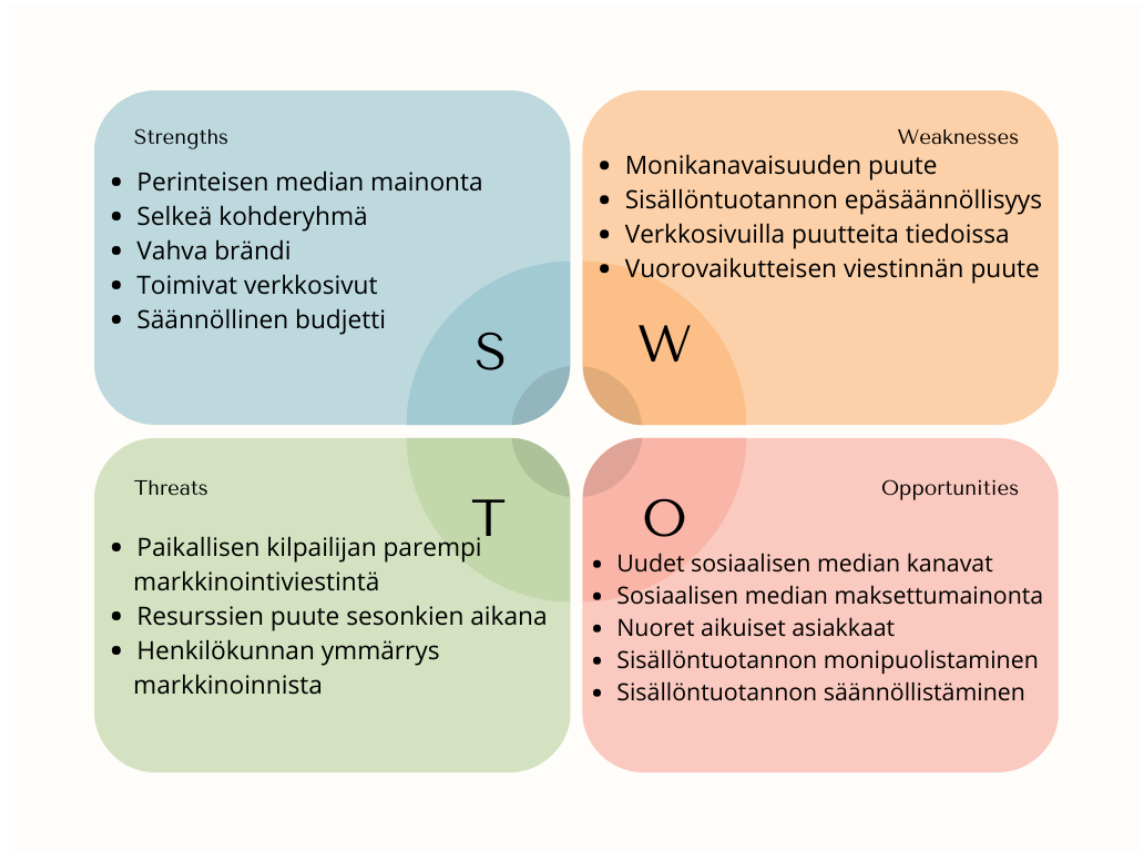 Strengths
• Perinteisen median mainonta
• Selkeä kohderyhmä
• Vahva brändi
• Toimivat verkkosivut
• Säännöllinen budjetti
S
Weaknesses
• Monikanavaisuuden puute
• Sisällöntuotannon epäsäännöllisyys
• Verkkosivuilla puutteita tiedoissa
• Vuorovaikutteisen viestinnän puute
W
Threats
T
• Paikallisen kilpailijan parempi
markkinointiviestintä
• Resurssien puute sesonkien aikana
• Henkilökunnan ymmärrys
markkinoinnista
Opportunities
O
• Uudet sosiaalisen median kanavat
• Sosiaalisen median maksettumainonta
• Nuoret aikuiset asiakkaat
• Sisällöntuotannon monipuolistaminen
• Sisällöntuotannon säännöllistäminen